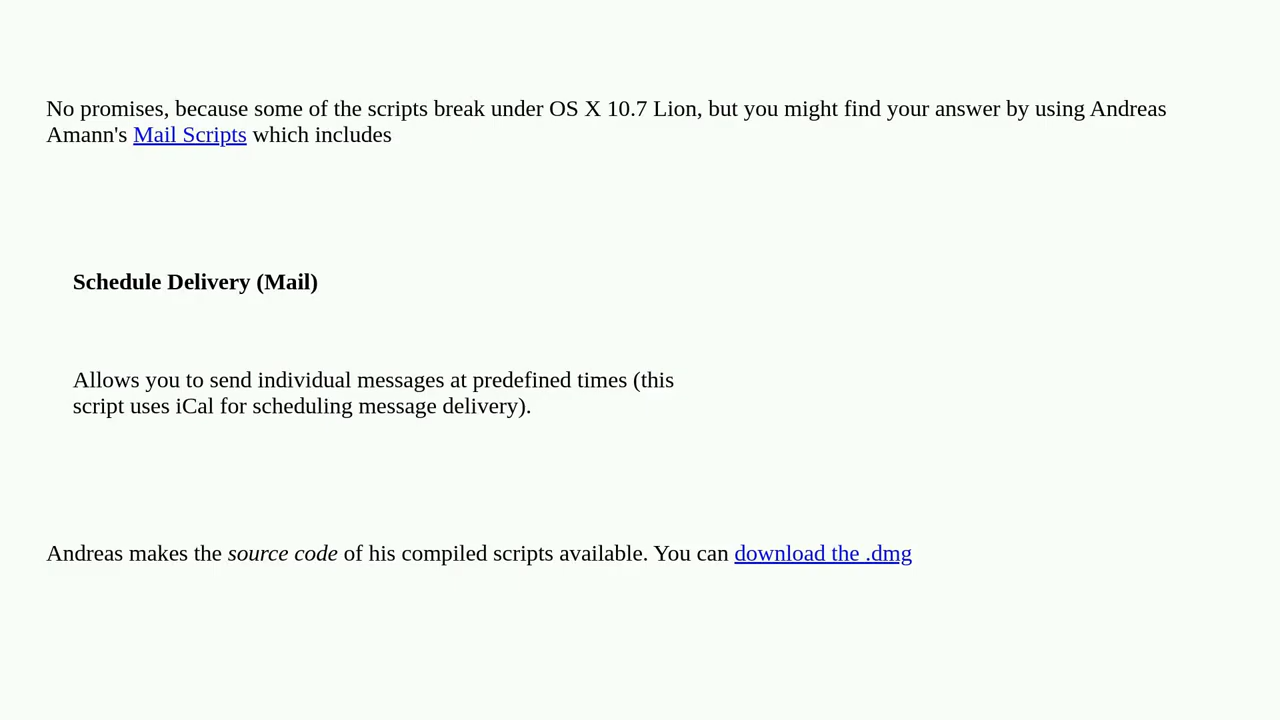 No promises, because some of the scripts break under OS X 10.7 Lion, but you might find your answer by using Andreas
Amann's Mail Scripts which includes
Schedule Delivery (Mail)
Allows you to send individual messages at predefined times (this
script uses iCal for scheduling message delivery).
Andreas makes the source code of his compiled scripts available. You can download the .dmg